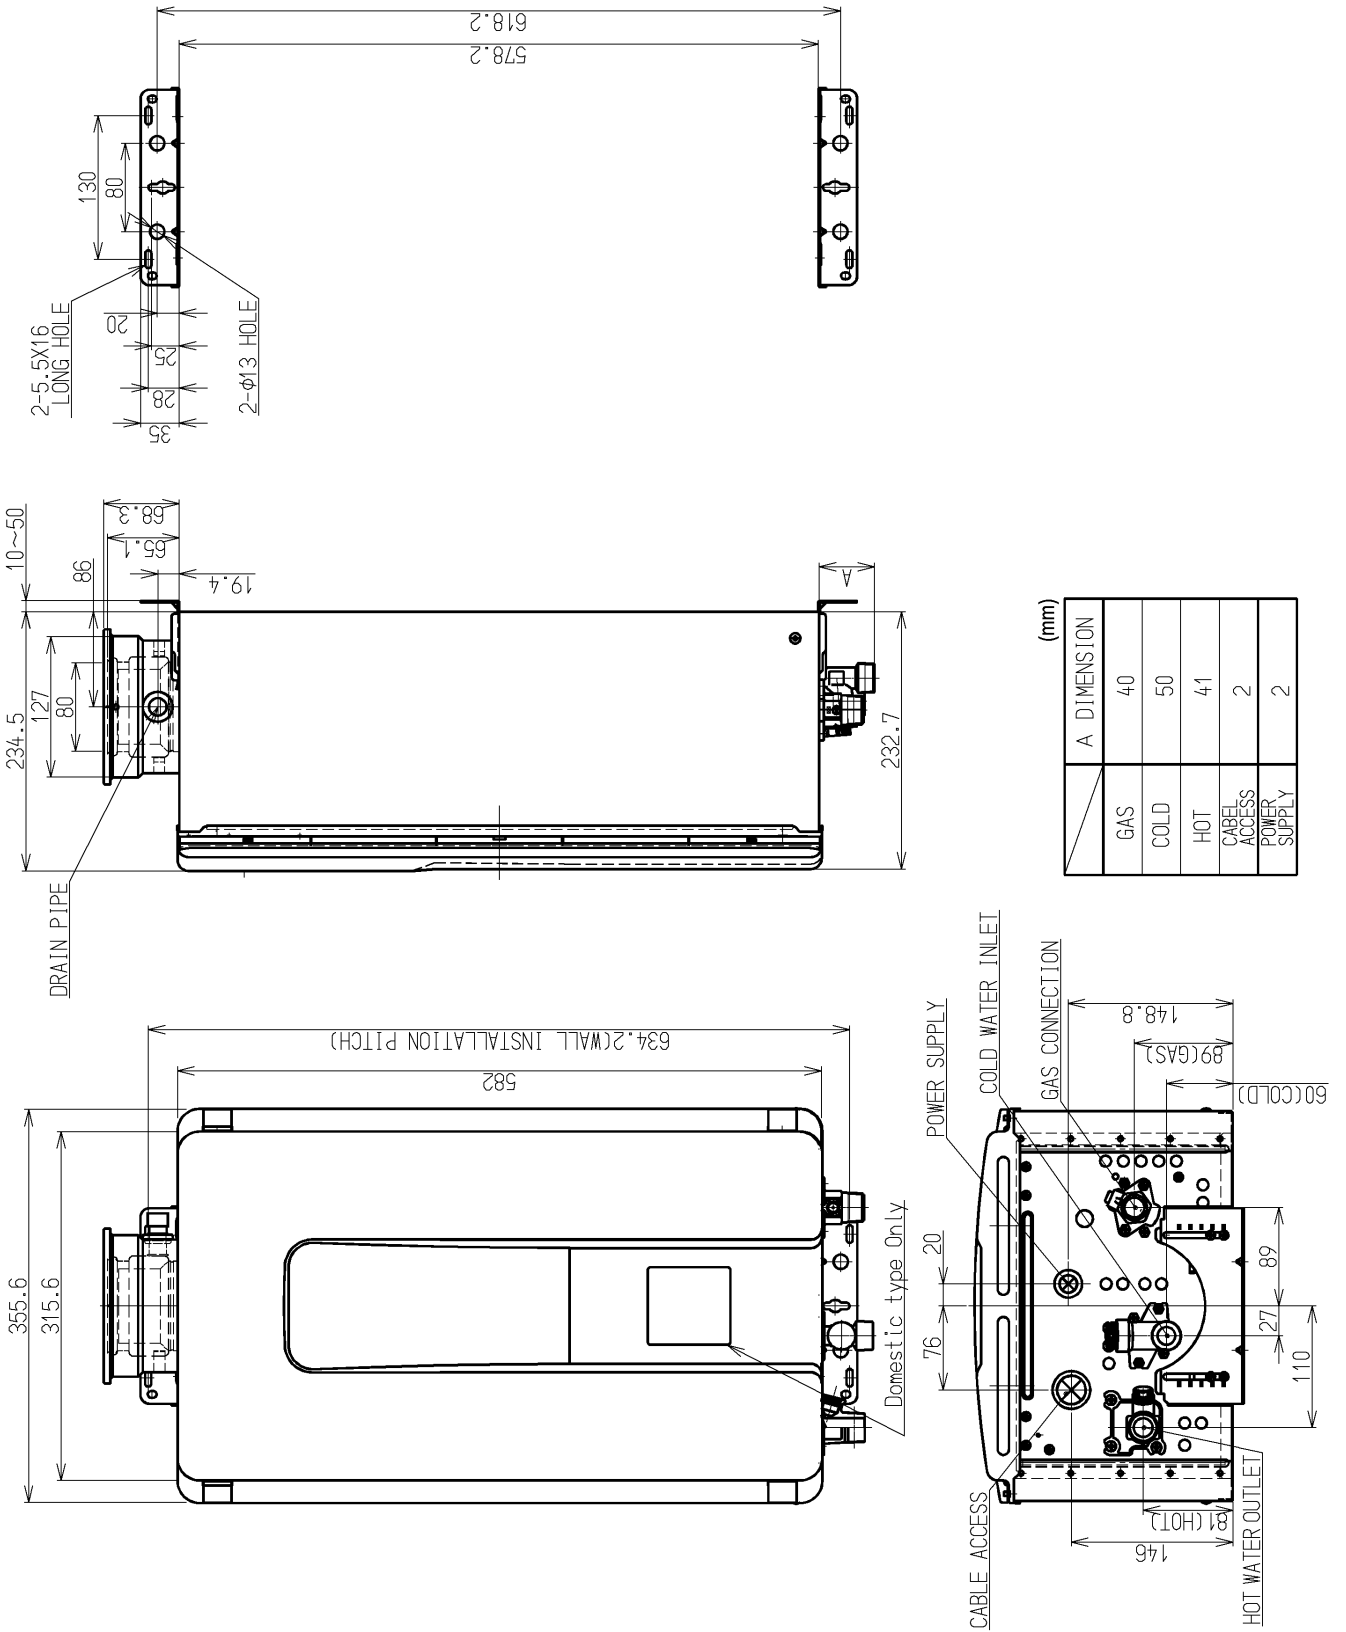 618.2
578.2
130
80
20
25
28
35
2-5.5X16
LONG HOLE
2-φ13 HOLE
10~50
86
234.5
127
80
68.3
65.1
19.4
A
232.7
DRAIN PIPE
(mm)
A DIMENSION
GAS 40
COLD 50
HOT 41
CABEL
ACCESS 2
POWER
SUPPLY 2
634.2(WALL INSTALLATION PITCH)
582
355.6
315.6
Domestic type Only
POWER SUPPLY
COLD WATER INLET
GAS CONNECTION
148.8
89(GAS)
60(COLD)
20
76
89
27
110
CABLE ACCESS
146
81(HOT)
HOT WATER OUTLET